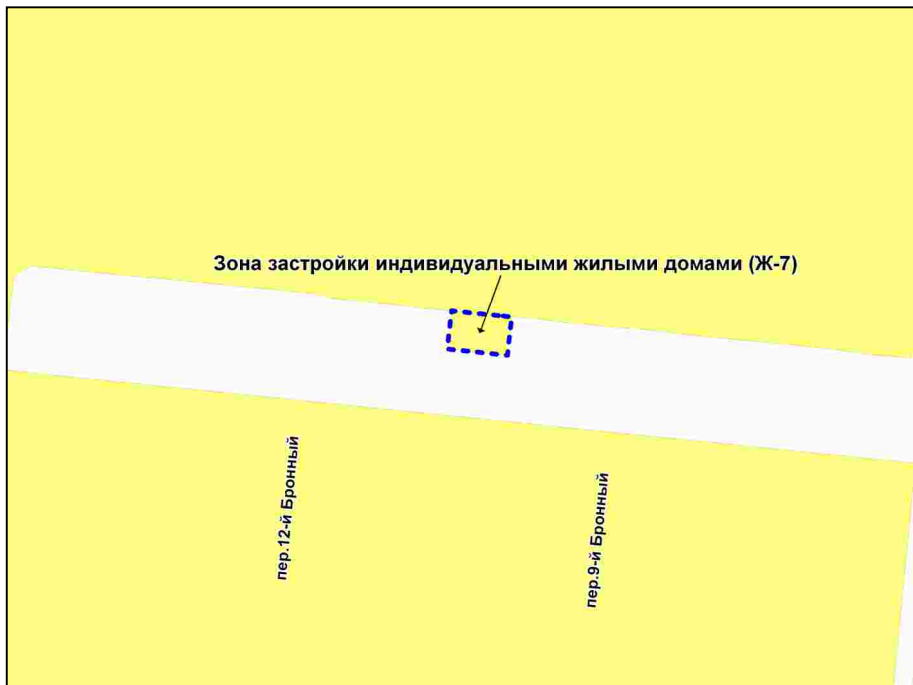 Зона застройки индивидуальными жилыми домами (Ж-7)
пер.12-й Бронный
пер.9-й Бронный